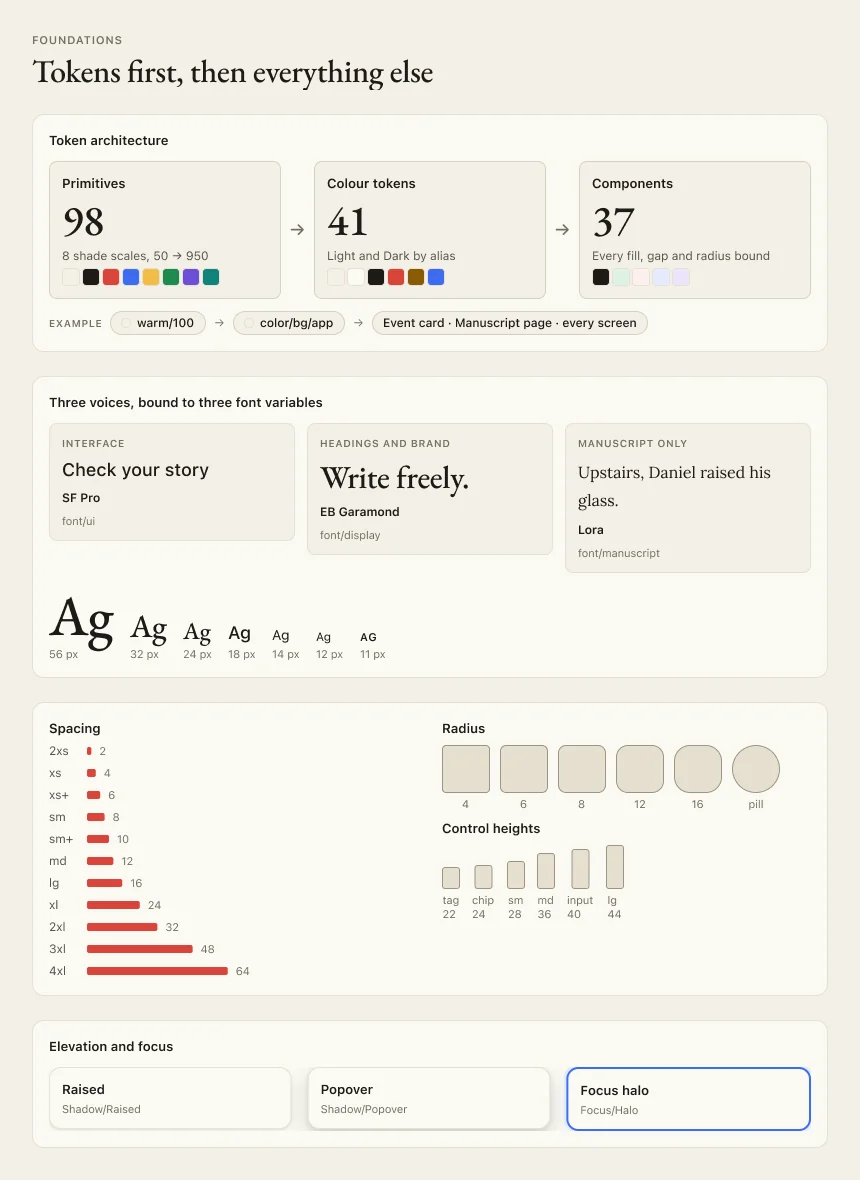 FOUNDATIONS
Tokens first, then everything else
Token architecture
Primitives
98
8 shade scales, 50 → 950
→
Colour tokens
41
Light and Dark by alias
→
Components
37
Every fill, gap and radius bound
EXAMPLE warm/100 → color/bg/app → Event card · Manuscript page · every screen
Three voices, bound to three font variables
INTERFACE
Check your story
SF Pro
font/ui
HEADINGS AND BRAND
Write freely.
EB Garamond
font/display
MANUSCRIPT ONLY
Upstairs, Daniel raised his
glass.
Lora
font/manuscript
Ag Ag Ag Ag Ag Ag AG
56 px 32 px 24 px 18 px 14 px 12 px 11 px
Spacing
2xs 2
xs 4
xs+ 6
sm 8
sm+ 10
md 12
lg 16
xl 24
2xl 32
3xl 48
4xl 64
Radius
4 6 8 12 16 pill
Control heights
tag chip sm md input lg
22 24 28 36 40 44
Elevation and focus
Raised
Shadow/Raised
Popover
Shadow/Popover
Focus halo
Focus/Halo